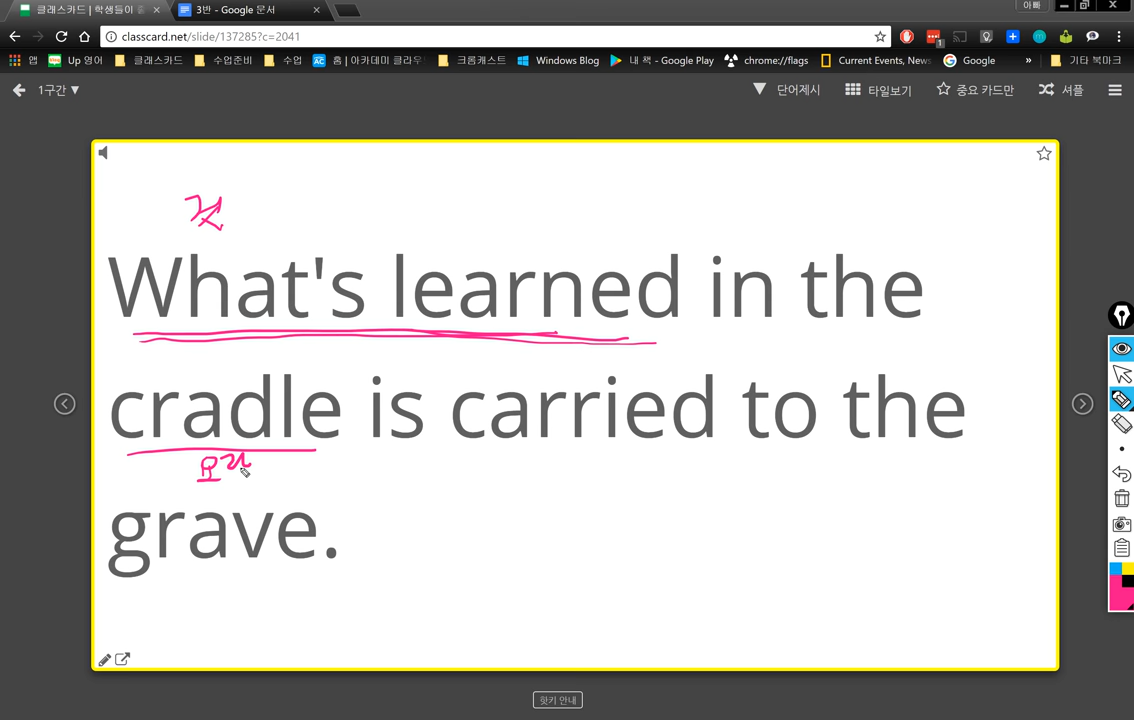 클래스카드 | 학생들이 좋
3반 - Google 문서
아빠
classcard.net/slide/137285?c=2041
1
앱
Up 영어
클래스카드
수업준비
수업
AC 홈 | 아카데미 클라우
크롬캐스트
Windows Blog
내 책 - Google Play
chrome://flags
Current Events, News
Google
»
기타 북마크
1구간 ▼
단어제시
타일보기
중요 카드만
셔플
것
What's learned in the
cradle is carried to the
요라
grave.
핫키 안내